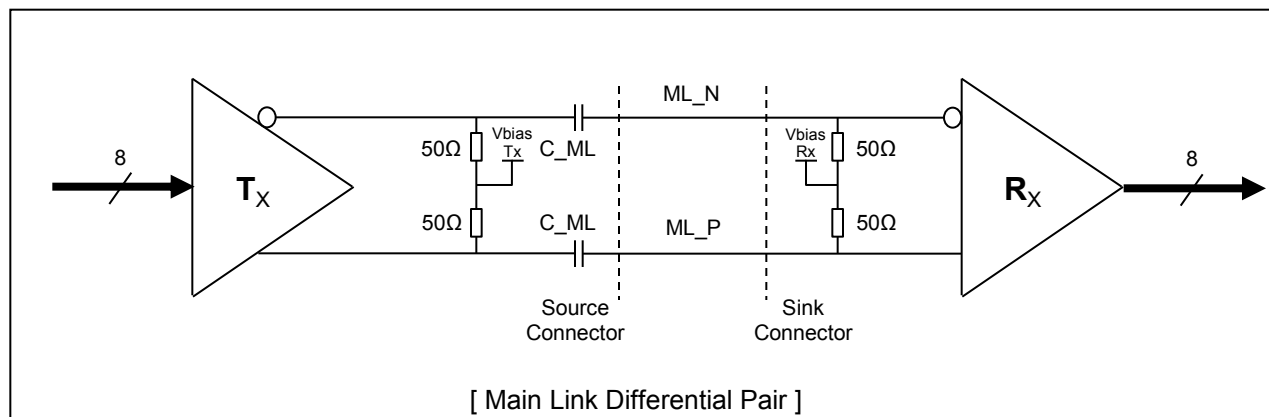 8
TX
50Ω
50Ω
Vbias
Tx
C_ML
C_ML
ML_N
ML_P
Vbias
Rx
50Ω
50Ω
RX
8
Source
Connector
Sink
Connector
[ Main Link Differential Pair ]